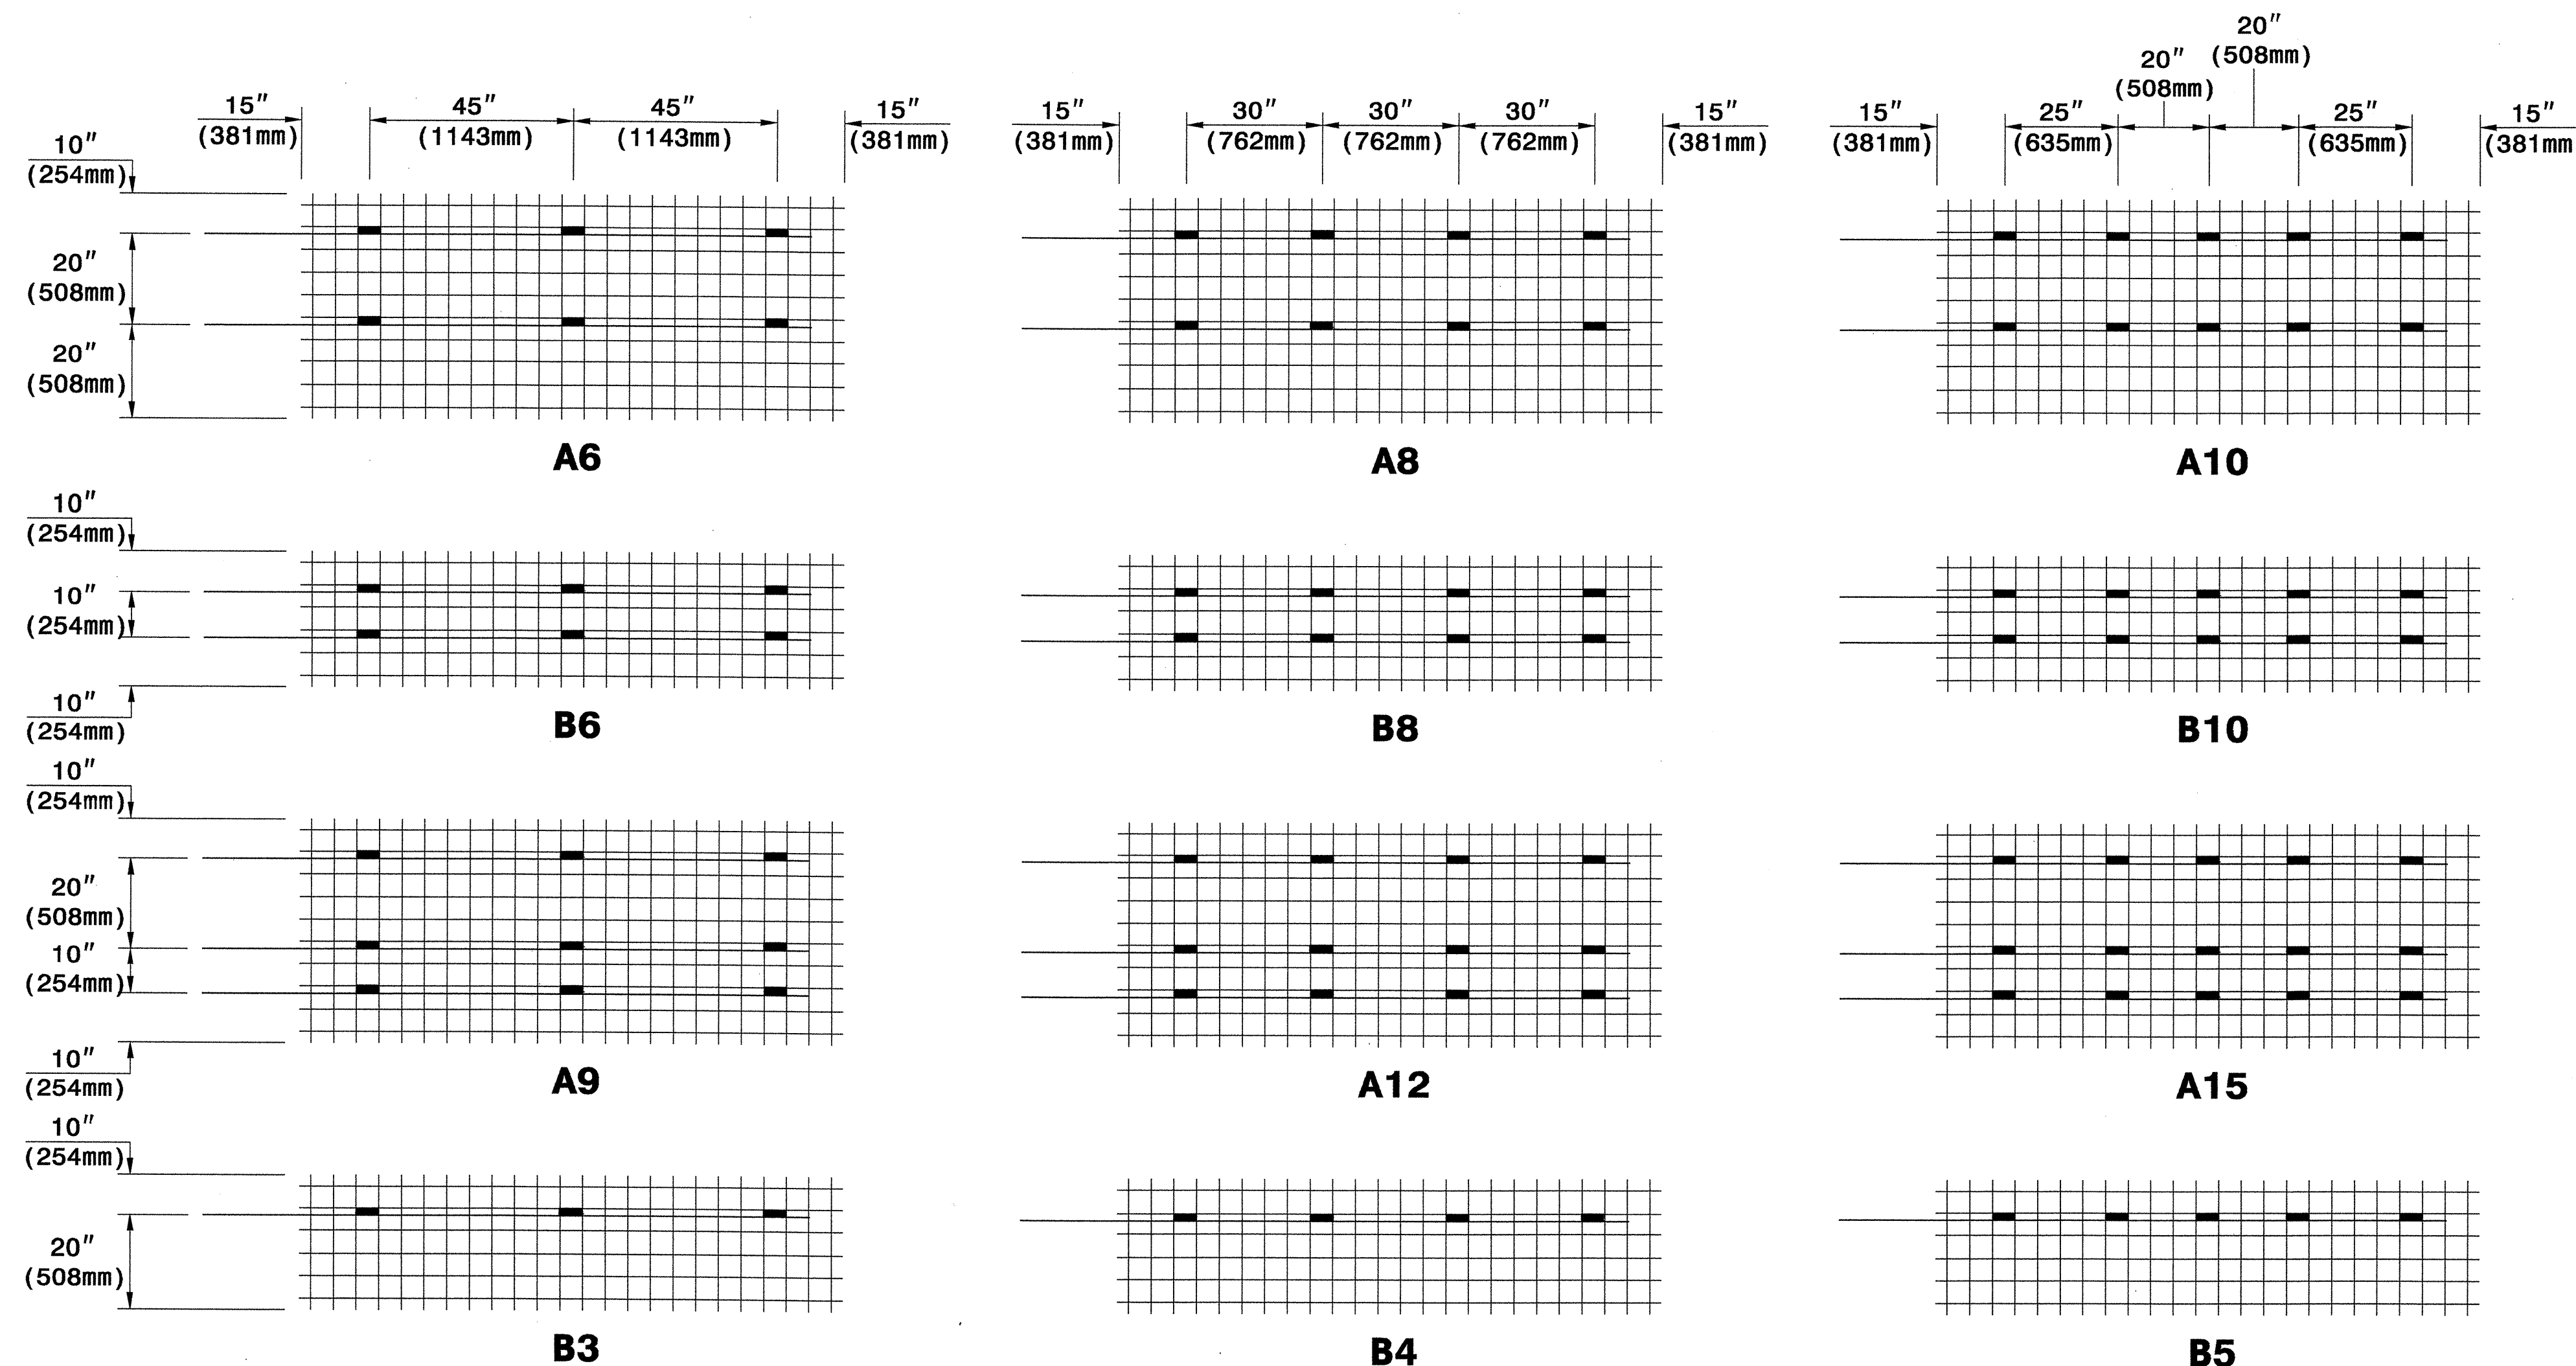 20″
(508mm)
20″
(508mm)
15″
(381mm)
45″
(1143mm)
45″
(1143mm)
15″
(381mm)
15″
(381mm)
30″
(762mm)
30″
(762mm)
30″
(762mm)
15″
(381mm)
15″
(381mm)
25″
(635mm)
25″
(635mm)
15″
(381mm
10″
(254mm)
20″
(508mm)
20″
(508mm)
A6
A8
A10
10″
(254mm)
10″
(254mm)
10″
(254mm)
B6
B8
B10
10″
(254mm)
20″
(508mm)
10″
(254mm)
10″
(254mm)
A9
A12
A15
10″
(254mm)
20″
(508mm)
B3
B4
B5